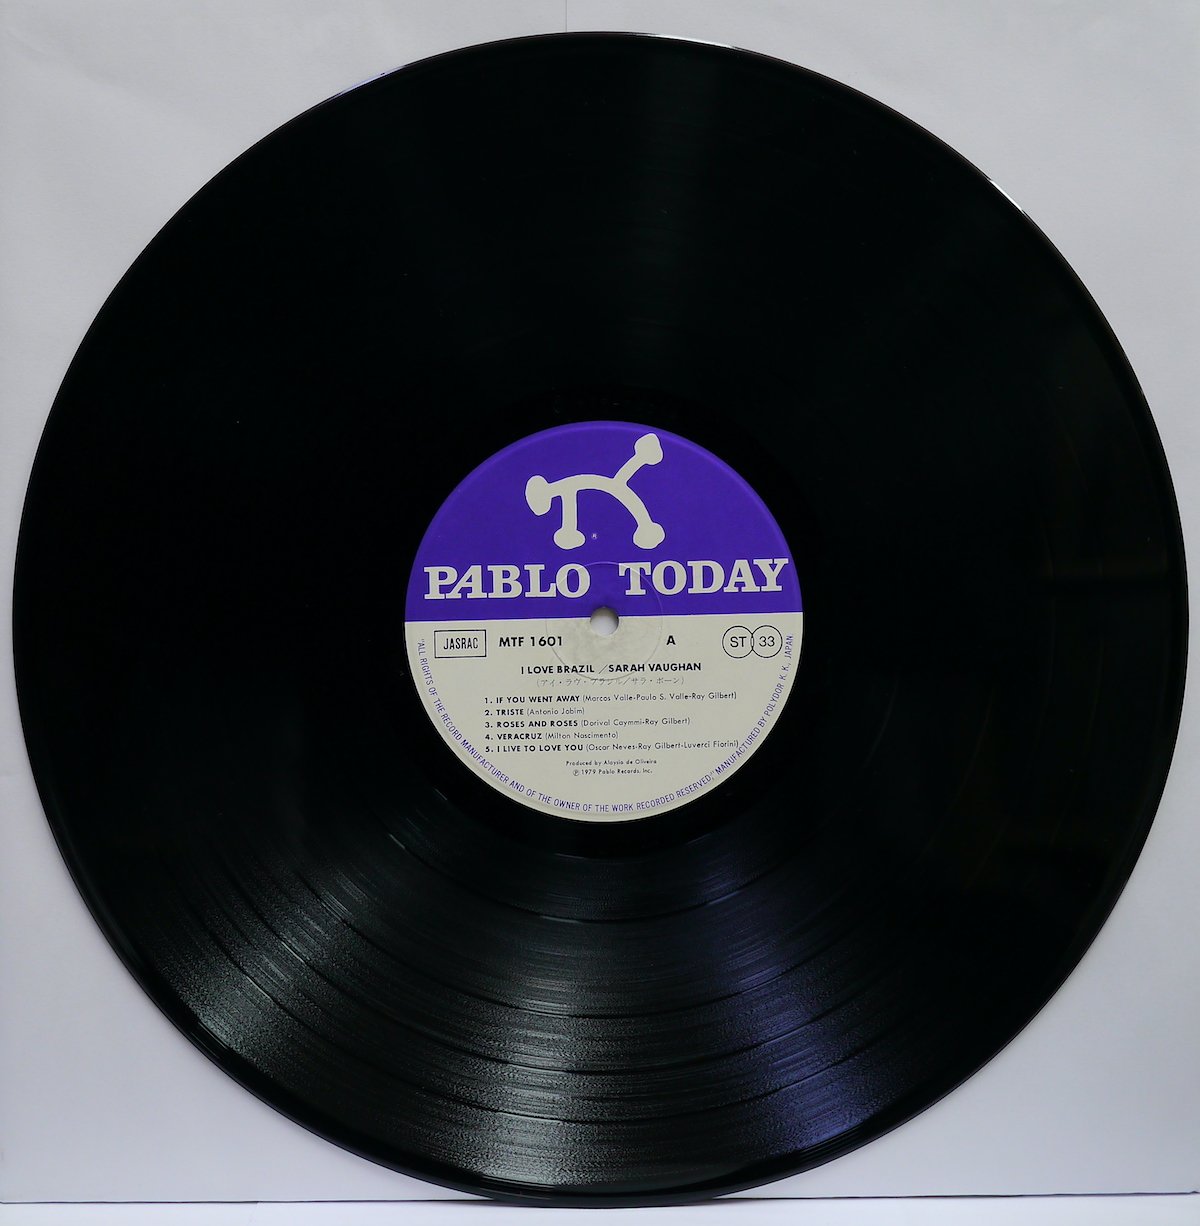 PABLO TODAY
JASRAC MTF 1601 A ST 33
I LOVE BRAZIL／SARAH VAUGHAN
(アイ・ラヴ・ブラジル／サラ・ボーン)
1. IF YOU WENT AWAY (Marcos Valle-Paulo S. Valle-Ray Gilbert)
2. TRISTE (Antonio Jobim)
3. ROSES AND ROSES (Dorival Caymmi-Ray Gilbert)
4. VERACRUZ (Milton Nascimento)
5. I LIVE TO LOVE YOU (Oscar Neves-Ray Gilbert-Luverci Fiorini)
Produced by Aloysio de Oliveira
℗ 1979 Pablo Records, Inc.
"ALL RIGHTS OF THE RECORD MANUFACTURER AND OF THE OWNER OF THE WORK RECORDED RESERVED" MANUFACTURED BY POLYDOR K. K., JAPAN